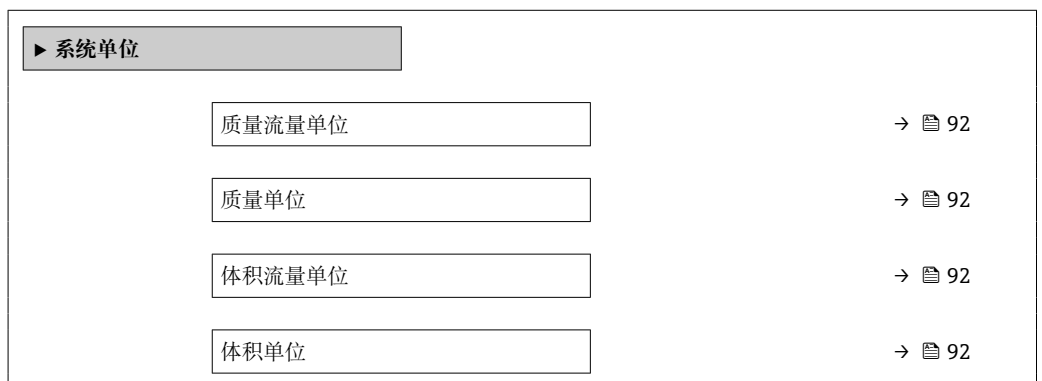 ▶ 系统单位
质量流量单位 → 🖹 92
质量单位 → 🖹 92
体积流量单位 → 🖹 92
体积单位 → 🖹 92